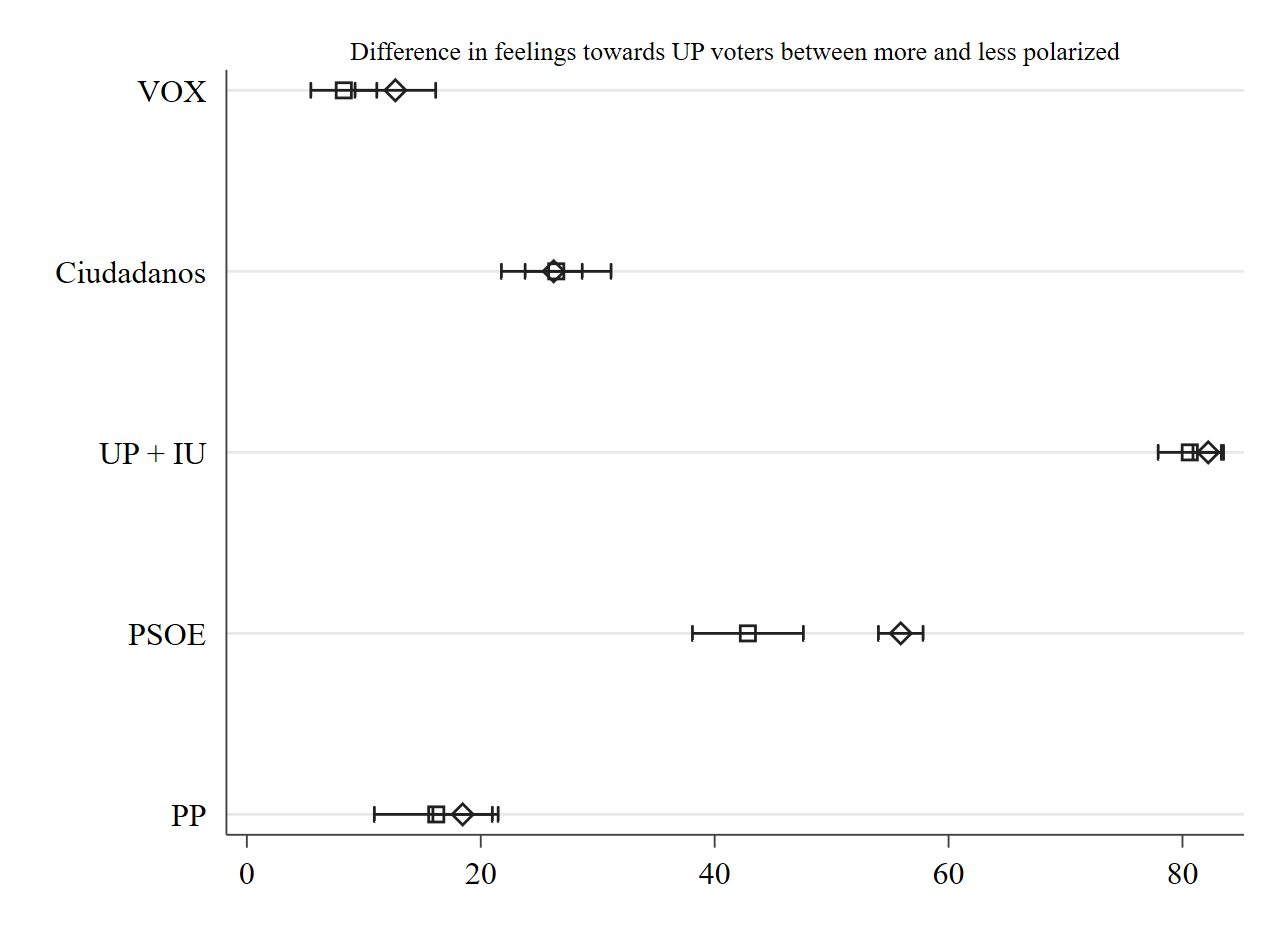 Difference in feelings towards UP voters between more and less polarized
VOX
Ciudadanos
UP + IU
PSOE
PP
0 20 40 60 80